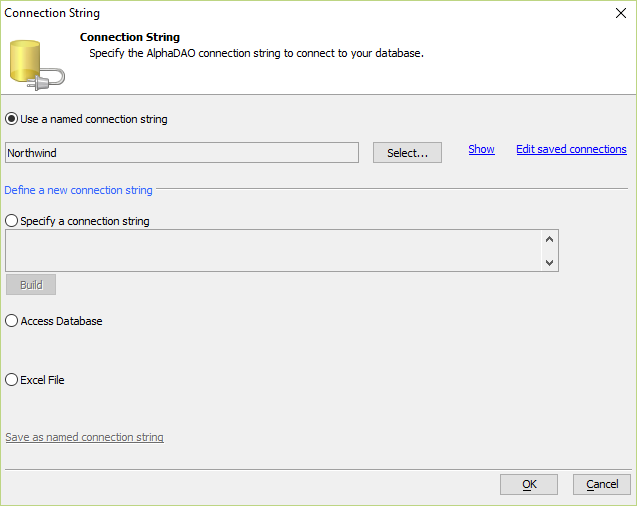 Connection String
Connection String
Specify the AlphaDAO connection string to connect to your database.
Use a named connection string
Northwind
Select...
Show
Edit saved connections
Define a new connection string
Specify a connection string
Build
Access Database
Excel File
Save as named connection string
OK
Cancel